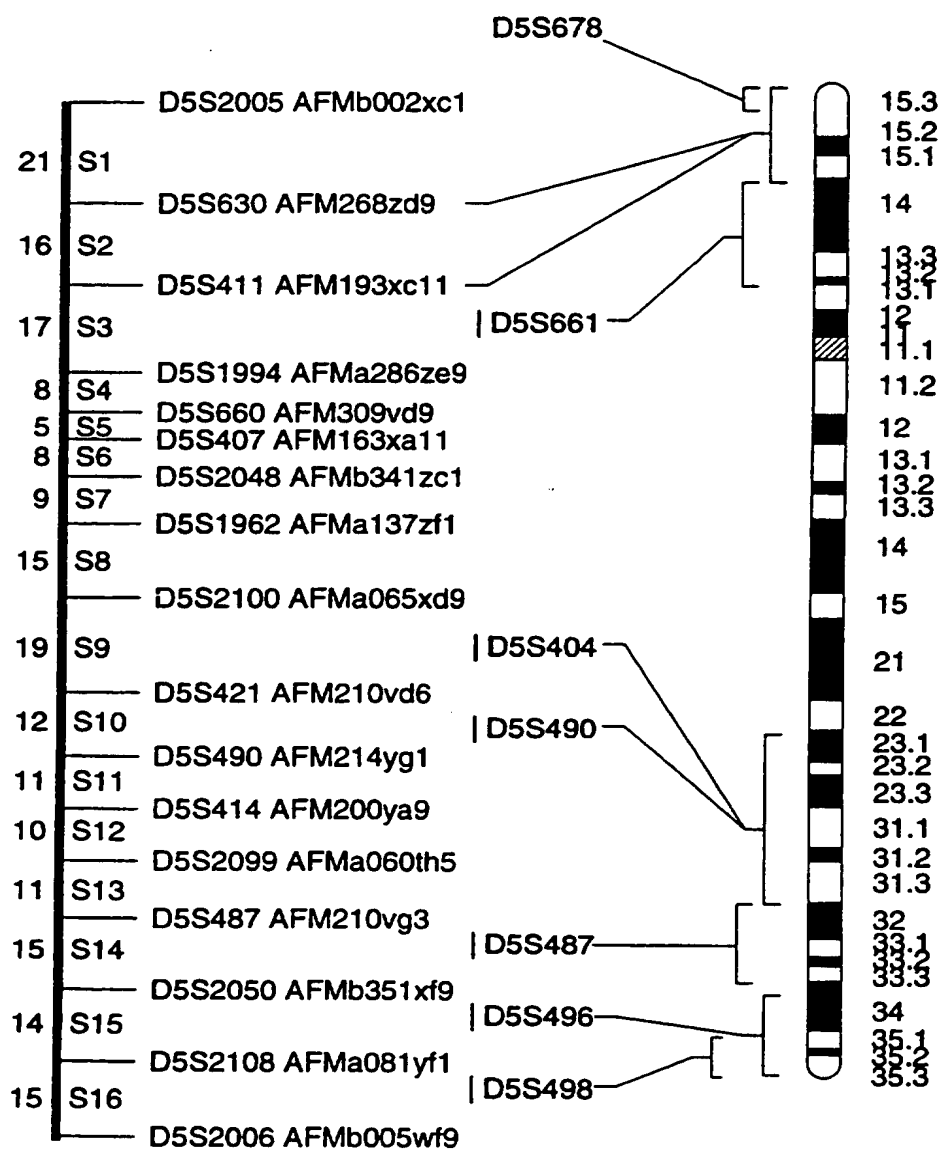 D5S678
D5S2005 AFMb002xc1
21 S1
D5S630 AFM268zd9
16 S2
D5S411 AFM193xc11
17 S3
D5S661
D5S1994 AFMa286ze9
8 S4
D5S660 AFM309vd9
5 S5
D5S407 AFM163xa11
8 S6
D5S2048 AFMb341zc1
9 S7
D5S1962 AFMa137zf1
15 S8
D5S2100 AFMa065xd9
19 S9
D5S404
D5S421 AFM210vd6
12 S10
D5S490
D5S490 AFM214yg1
11 S11
D5S414 AFM200ya9
10 S12
D5S2099 AFMa060th5
11 S13
D5S487 AFM210vg3
15 S14
D5S487
D5S2050 AFMb351xf9
14 S15
D5S496
D5S2108 AFMa081yf1
15 S16
D5S498
D5S2006 AFMb005wf9
15.3
15.2
15.1
14
13.3
13.2
13.1
12
11
11.1
11.2
12
13.1
13.2
13.3
14
15
21
22
23.1
23.2
23.3
31.1
31.2
31.3
32
33.1
33.2
33.3
34
35.1
35.2
35.3